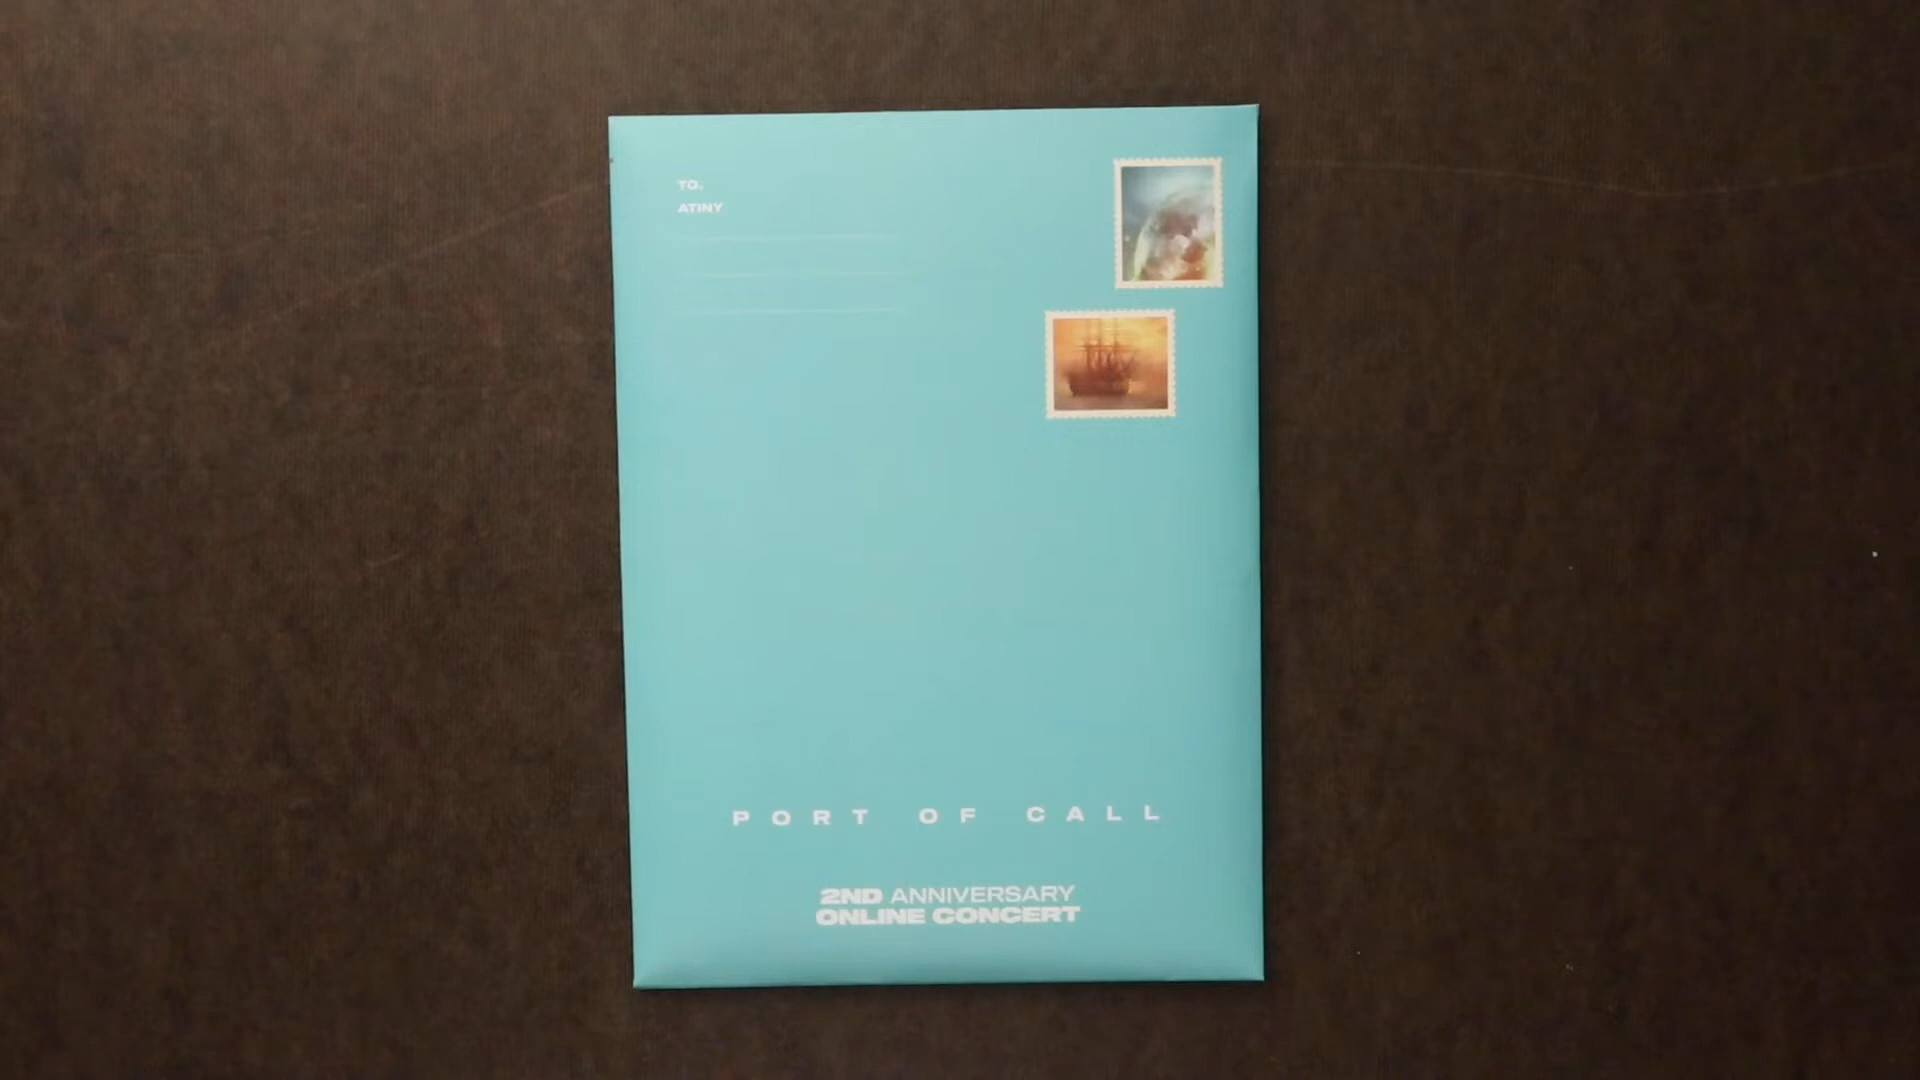 TO.
ATINY
PORT OF CALL
2ND ANNIVERSARY
ONLINE CONCERT